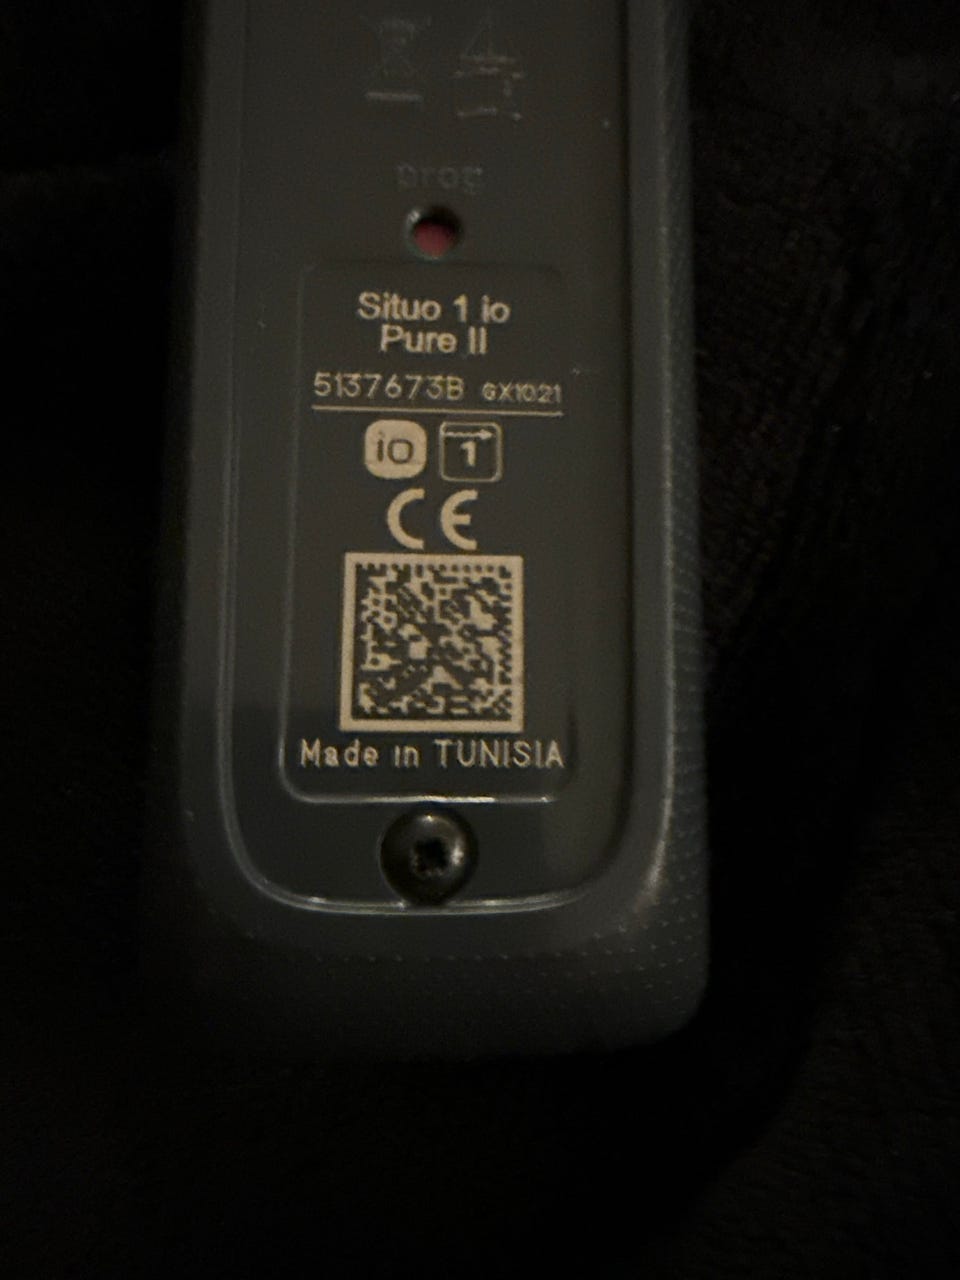 prog
Situo 1 io
Pure II
5137673B GX1021
io 1
CE
Made in TUNISIA